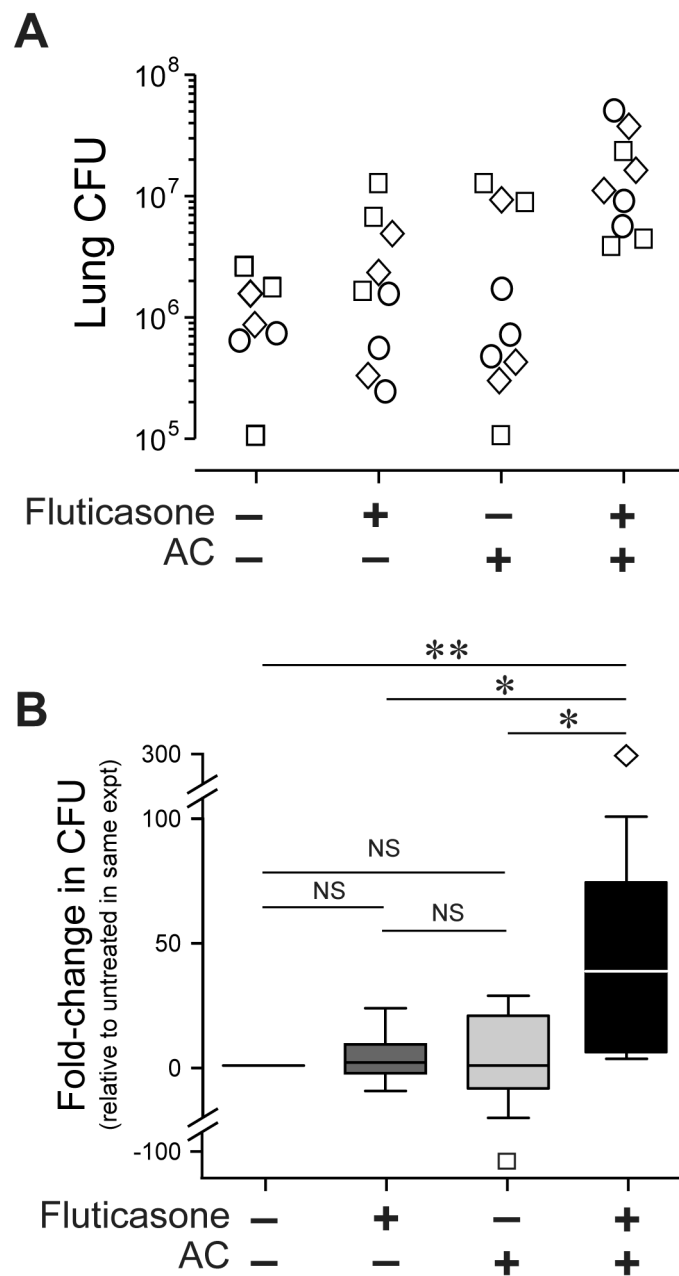 A
Lung CFU
10^8
10^7
10^6
10^5
Fluticasone – + – +
AC – – + +
B
**
*
*
Fold-change in CFU
(relative to untreated in same expt)
300
100
50
0
-100
NS
NS
NS
Fluticasone – + – +
AC – – + +